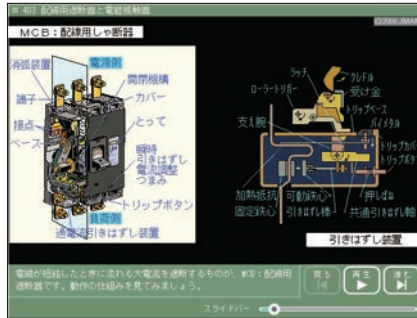 # 403 配線用遮断器と電磁接触器
©2006 JMAM
MCB：配線用しゃ断器
消弧装置
電源側
開閉機構
端子
カバー
接点
とって
ベース
瞬時
引きはずし
電流調整
つまみ
トリップボタン
負荷側
過電流引きはずし装置
ラッチ
クレドル
ローラートリガー
受け金
トリップベース
バイメタル
支え腕
トリップカバー
トリップボタン
加熱抵抗
可動鉄心
押しばね
固定鉄心
引きはずし棒
共通引きはずし軸
引きはずし装置
電線が短絡したときに流れる大電流を遮断するものが、MCB：配線用
遮断器です。動作の仕組みを見てみましょう。
戻る
再生
進む
スライドバー